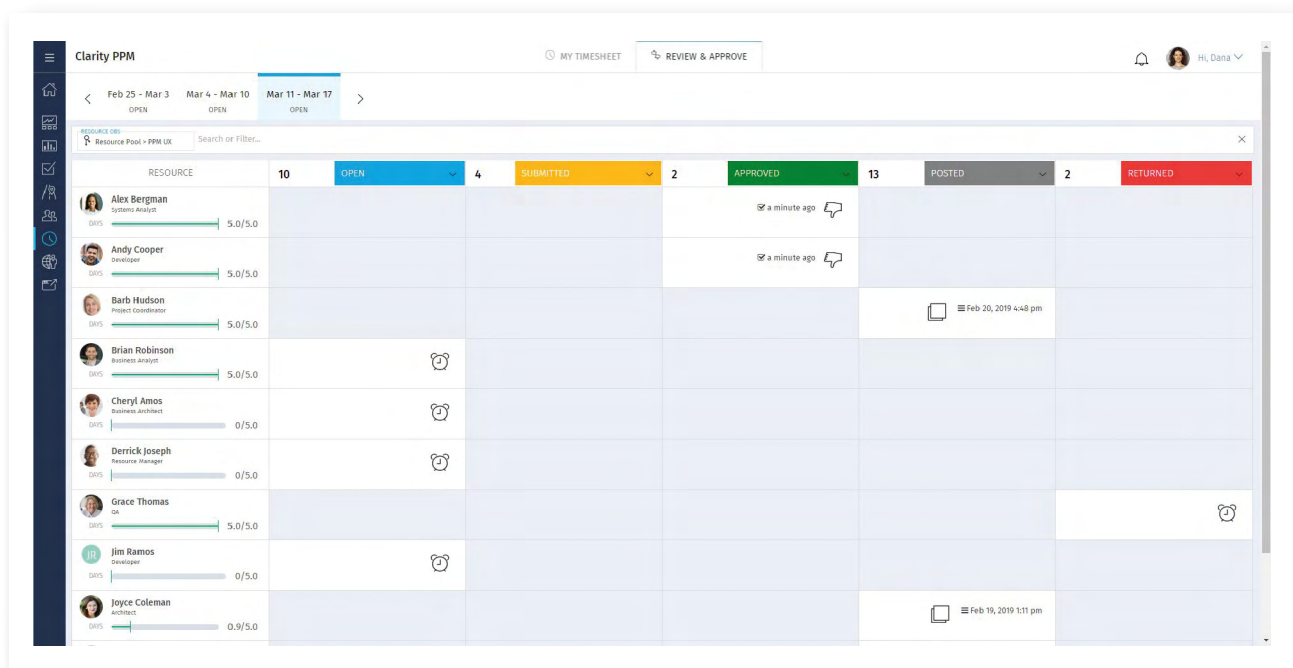 Clarity PPM
MY TIMESHEET
REVIEW & APPROVE
Hi, Dana
Feb 25 - Mar 3 Mar 4 - Mar 10 Mar 11 - Mar 17
OPEN OPEN OPEN
RESOURCE OBS
Resource Pool > PPM UX Search or Filter...
RESOURCE 10 OPEN 4 SUBMITTED 2 APPROVED 13 POSTED 2 RETURNED
Alex Bergman
Systems Analyst
a minute ago
DAYS 5.0/5.0
Andy Cooper
Developer
a minute ago
DAYS 5.0/5.0
Barb Hudson
Project Coordinator
Feb 20, 2019 4:48 pm
DAYS 5.0/5.0
Brian Robinson
Business Analyst
DAYS 5.0/5.0
Cheryl Amos
Business Architect
DAYS 0/5.0
Derrick Joseph
Resource Manager
DAYS 0/5.0
Grace Thomas
QA
DAYS 5.0/5.0
JR
Jim Ramos
Developer
DAYS 0/5.0
Joyce Coleman
Architect
Feb 19, 2019 1:11 pm
DAYS 0.9/5.0